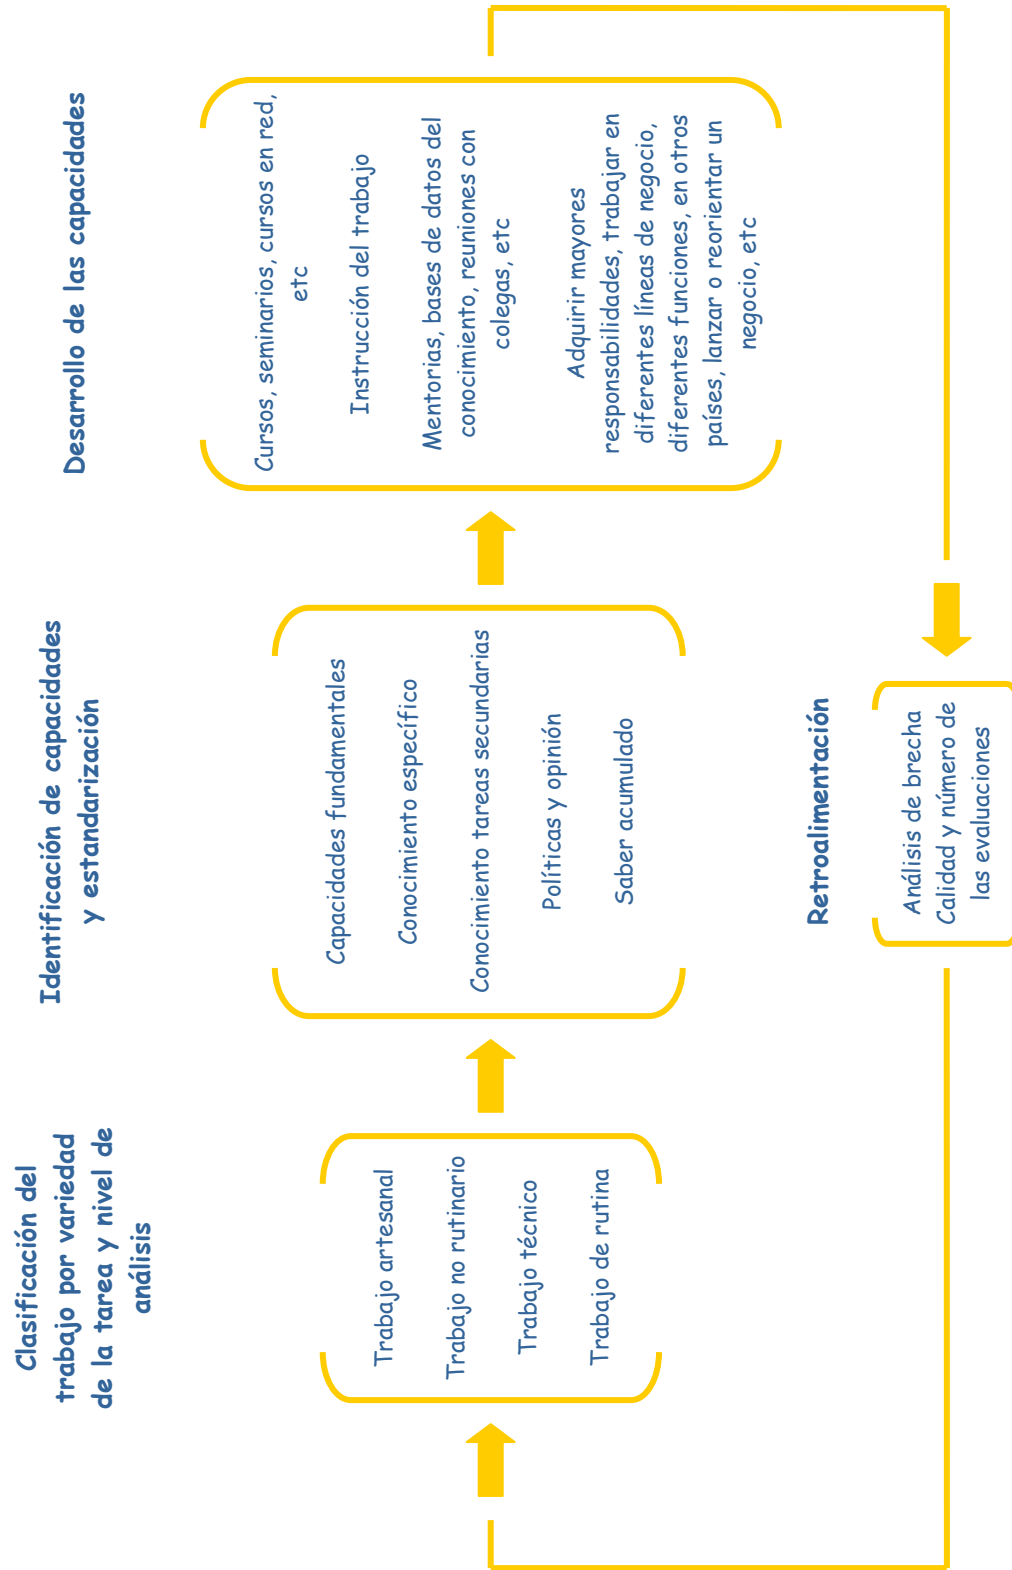 Clasificación del
trabajo por variedad
de la tarea y nivel de
análisis
Trabajo artesanal
Trabajo no rutinario
Trabajo técnico
Trabajo de rutina
Identificación de capacidades
y estandarización
Capacidades fundamentales
Conocimiento específico
Conocimiento tareas secundarias
Políticas y opinión
Saber acumulado
Desarrollo de las capacidades
Cursos, seminarios, cursos en red,
etc
Instrucción del trabajo
Mentorias, bases de datos del
conocimiento, reuniones con
colegas, etc
Adquirir mayores
responsabilidades, trabajar en
diferentes líneas de negocio,
diferentes funciones, en otros
países, lanzar o reorientar un
negocio, etc
Retroalimentación
Análisis de brecha
Calidad y número de
las evaluaciones